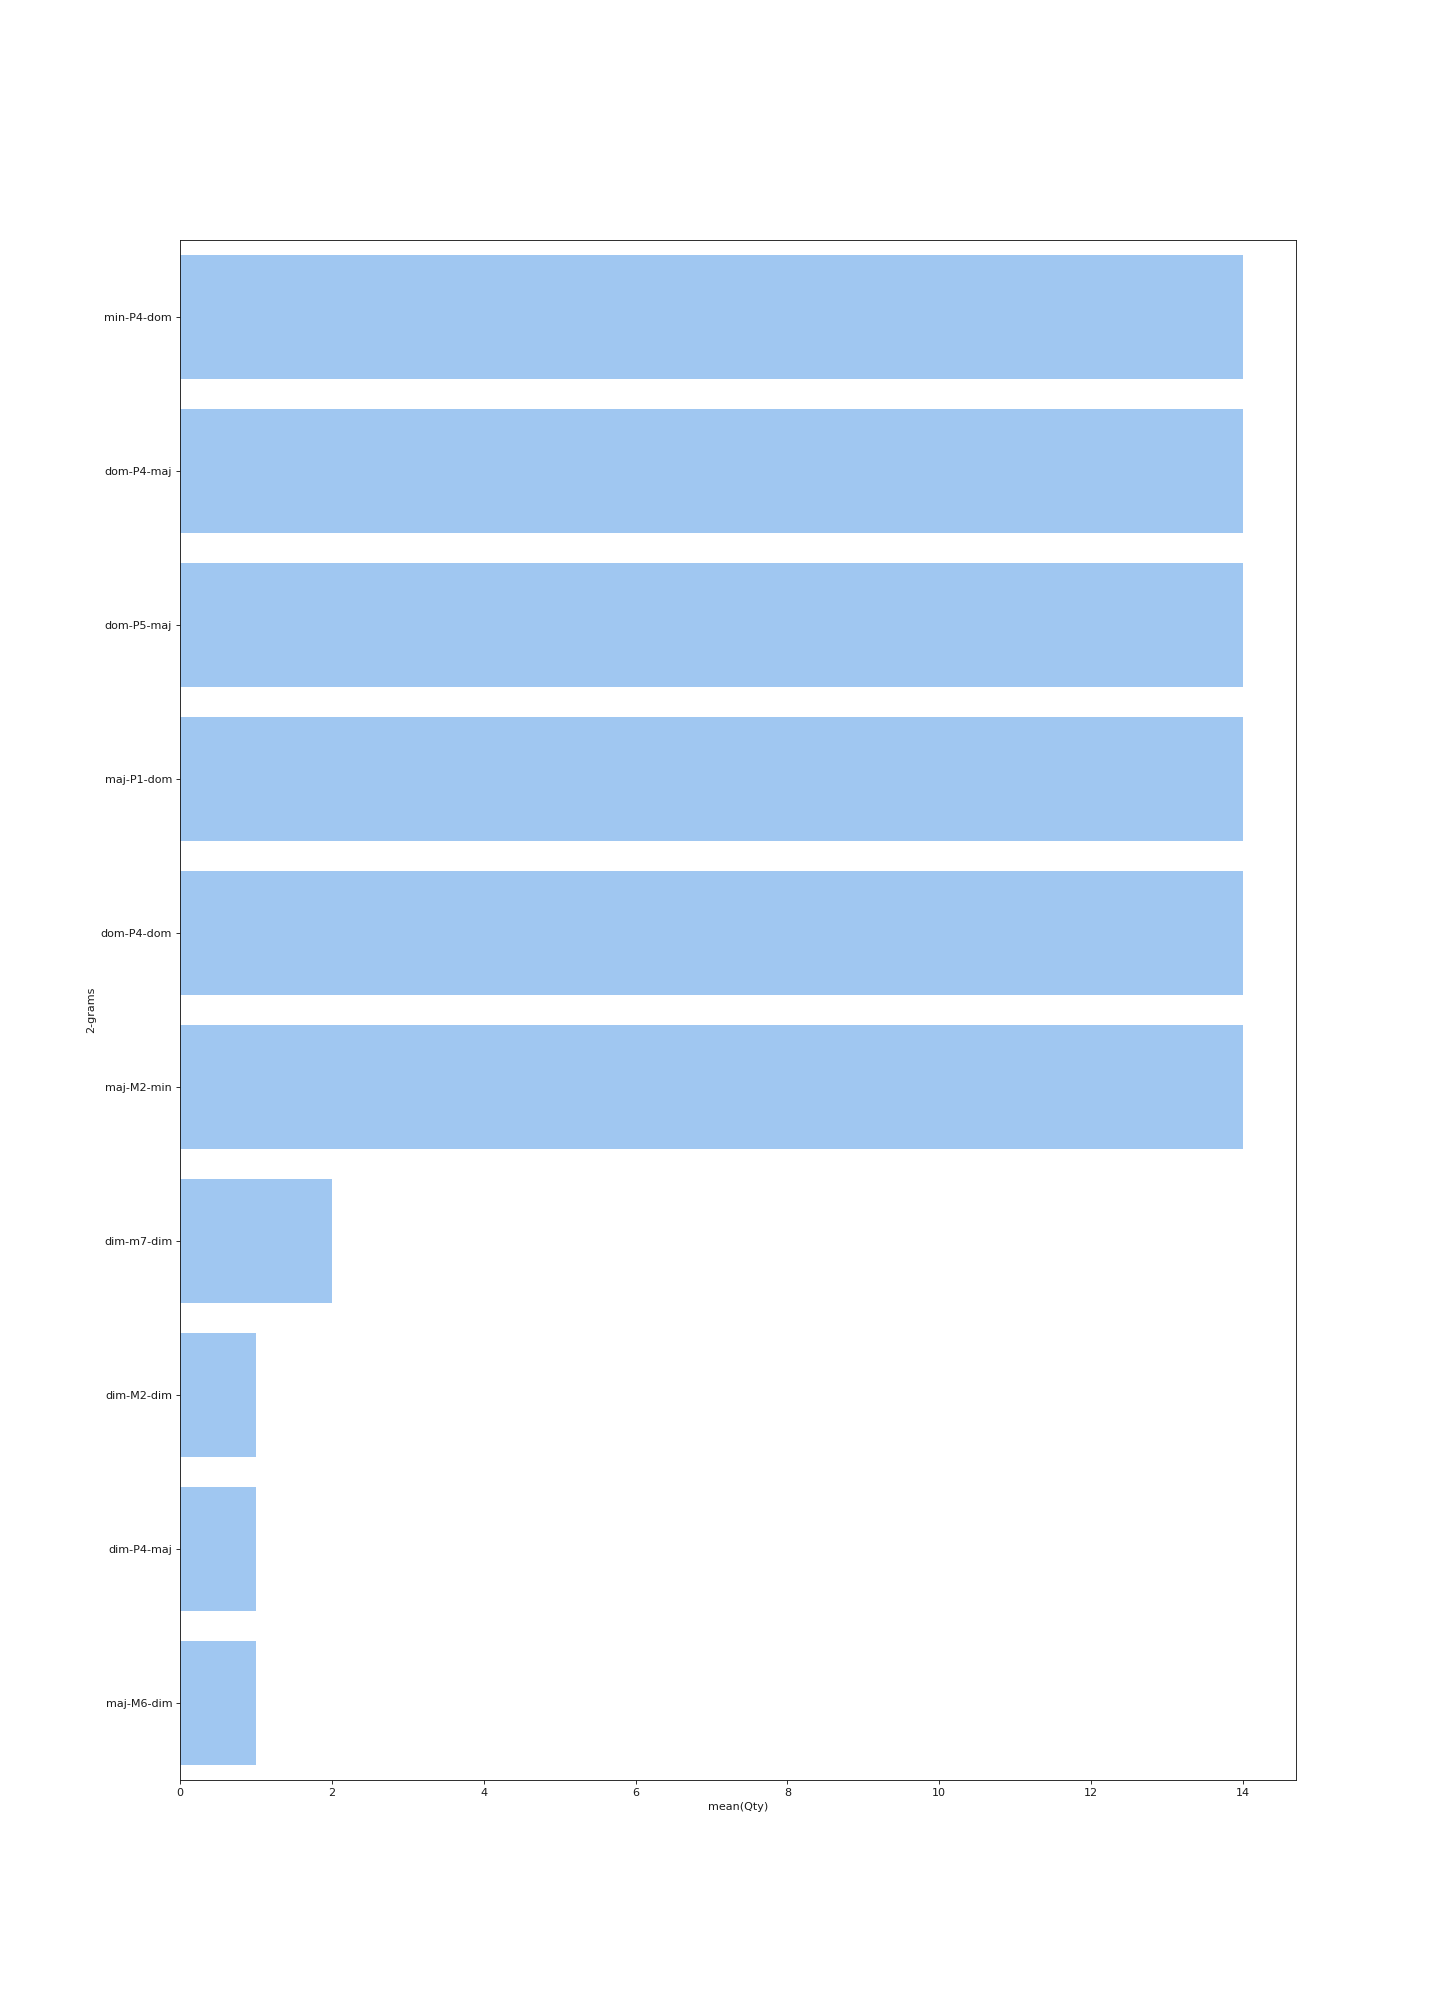 min-P4-dom
dom-P4-maj
dom-P5-maj
maj-P1-dom
dom-P4-dom
2-grams
maj-M2-min
dim-m7-dim
dim-M2-dim
dim-P4-maj
maj-M6-dim
0 2 4 6 8 10 12 14
mean(Qty)